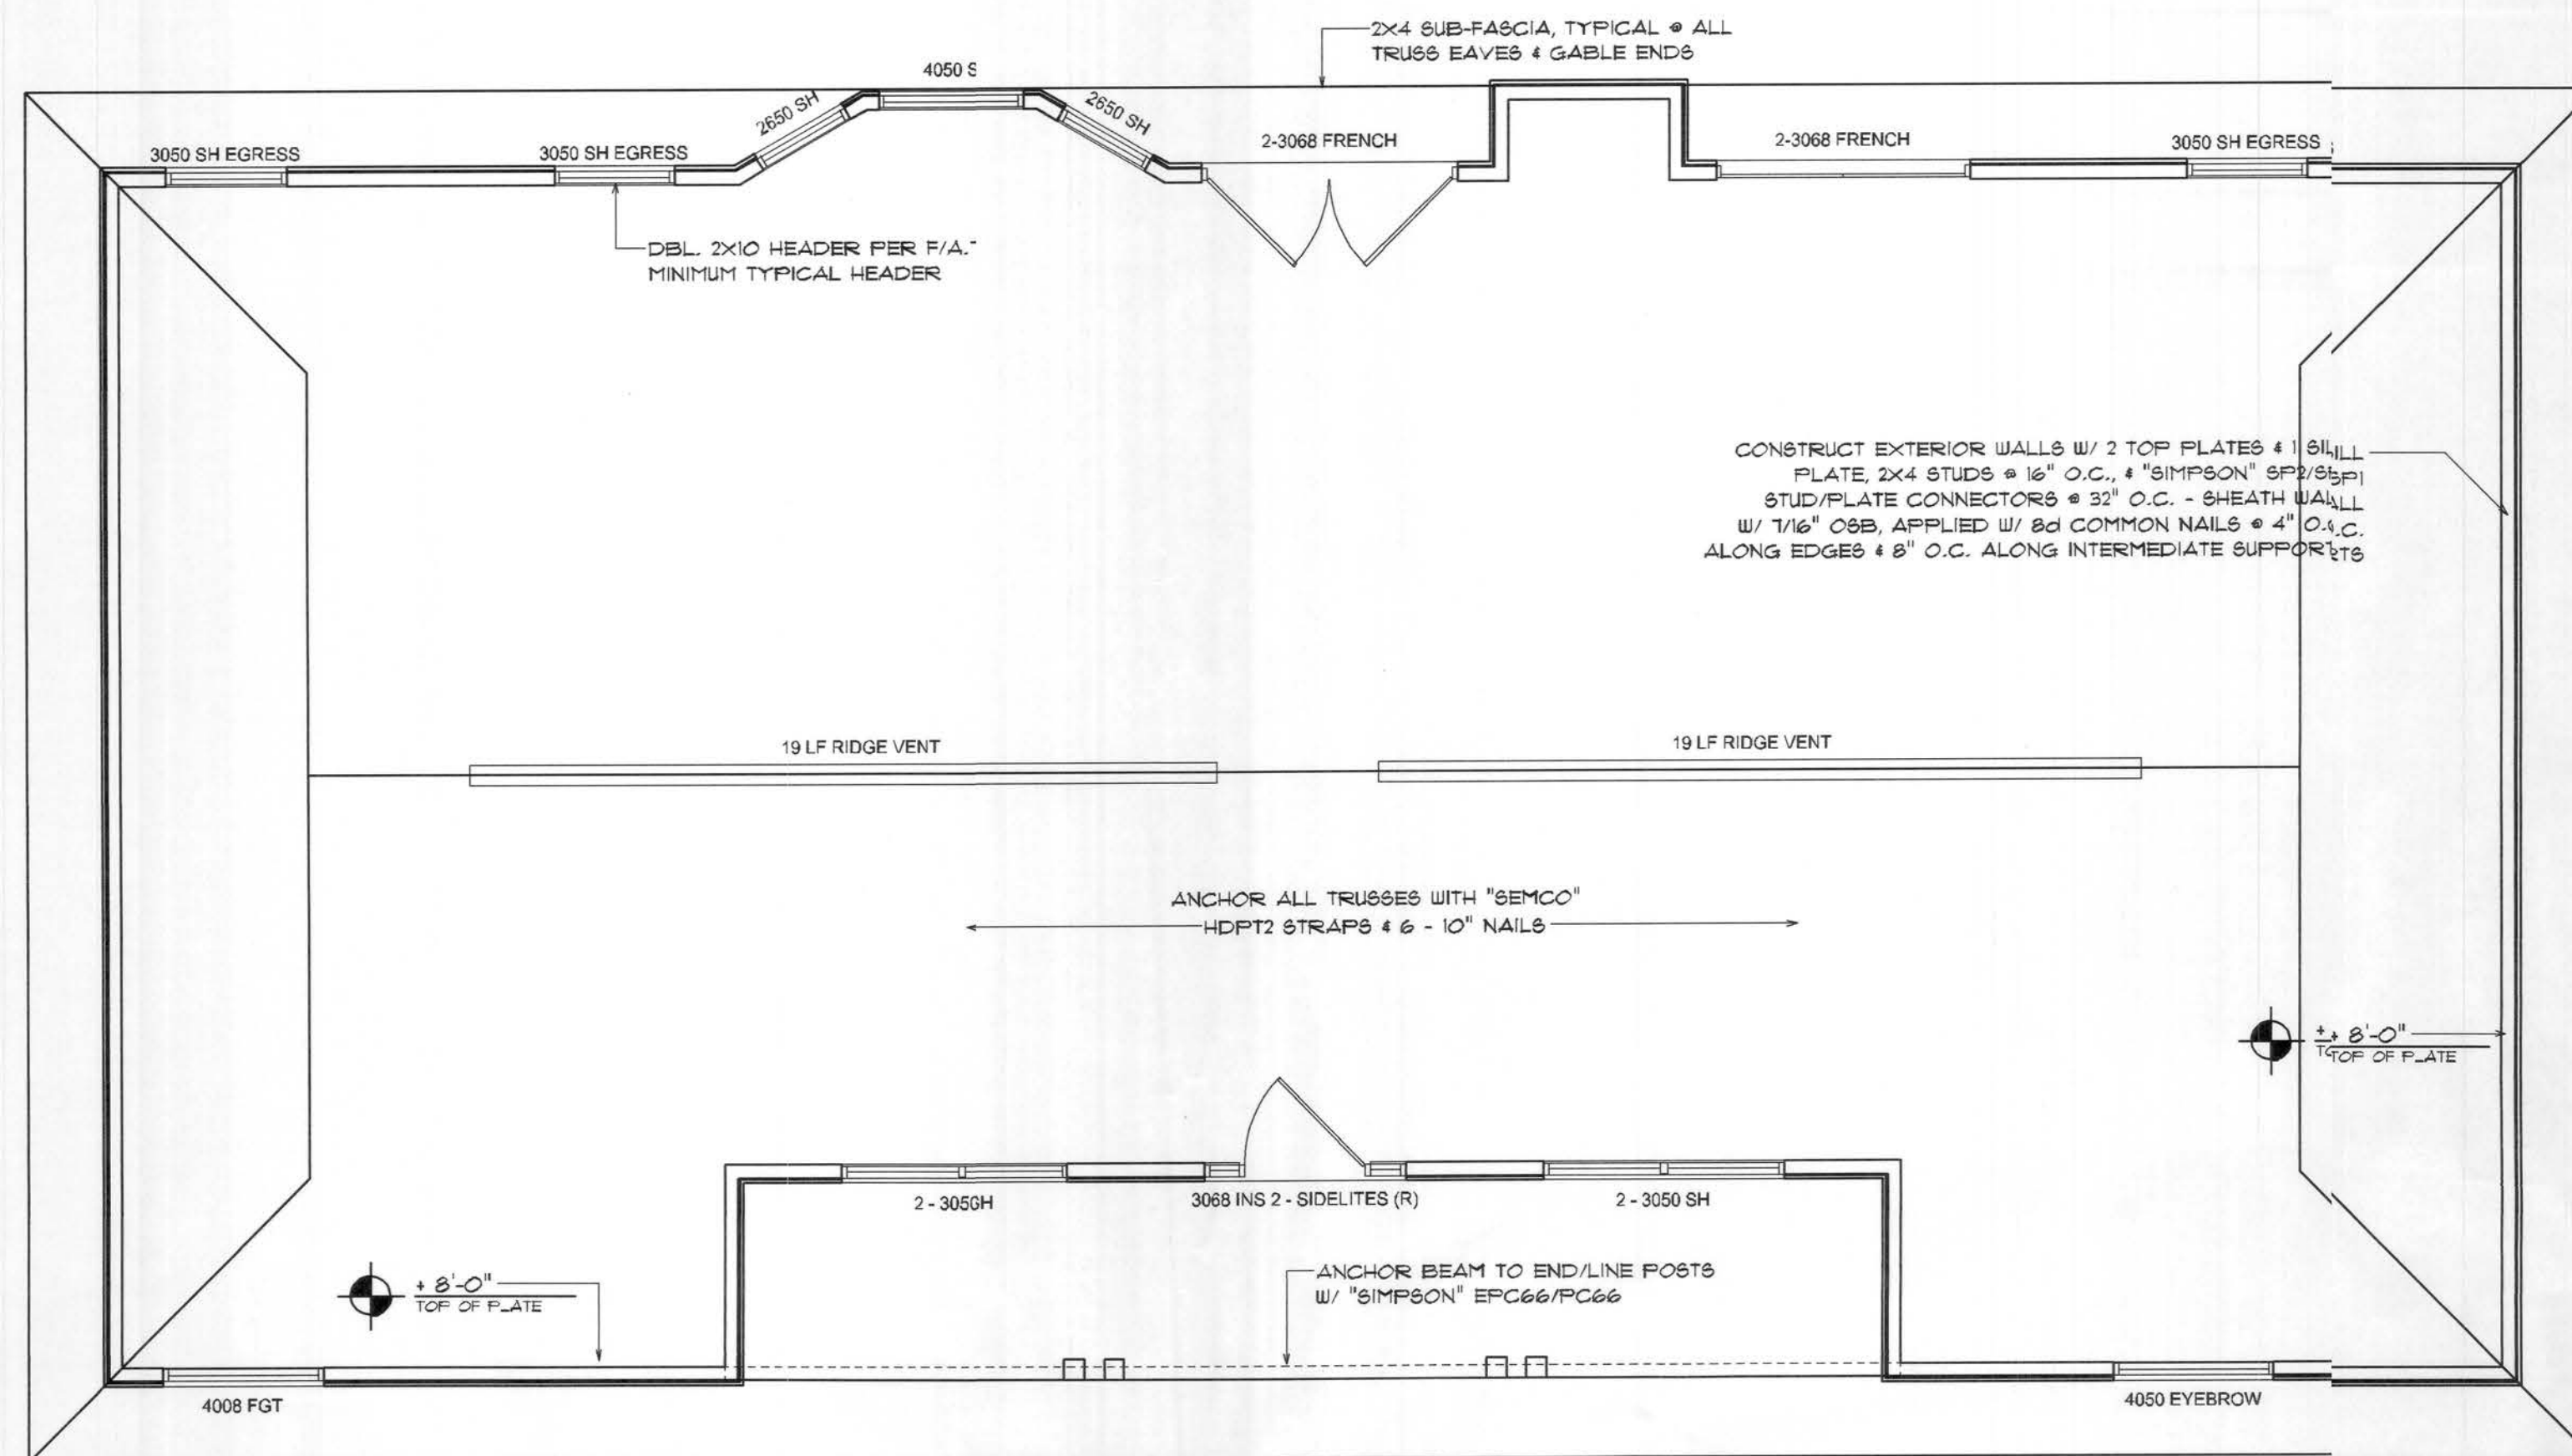 2X4 SUB-FASCIA, TYPICAL @ ALL
TRUSS EAVES & GABLE ENDS
4050 S
2650 SH
2650 SH
3050 SH EGRESS
3050 SH EGRESS
2-3068 FRENCH
2-3068 FRENCH
3050 SH EGRESS
DBL. 2X10 HEADER PER F/A.
MINIMUM TYPICAL HEADER
CONSTRUCT EXTERIOR WALLS W/ 2 TOP PLATES & 1 SILL
PLATE, 2X4 STUDS @ 16" O.C., & "SIMPSON" SP2/SP1
STUD/PLATE CONNECTORS @ 32" O.C. - SHEATH WALL
W/ 7/16" OSB, APPLIED W/ 8d COMMON NAILS @ 4" O.C.
ALONG EDGES & 8" O.C. ALONG INTERMEDIATE SUPPORTS
19 LF RIDGE VENT
19 LF RIDGE VENT
ANCHOR ALL TRUSSES WITH "SEMCO"
HDPT2 STRAPS & 6 - 10" NAILS
+ 8'-0"
TOP OF PLATE
2 - 305
3068 INS 2 - SIDELITES (R)
2 - 3050 SH
ANCHOR BEAM TO END/LINE POSTS
W/ "SIMPSON" EPC66/PC66
+ 8'-0"
TOP OF PLATE
4008 FGT
4050 EYEBROW